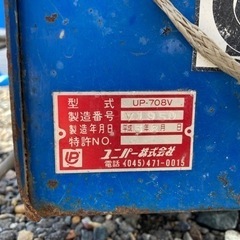 型式 UP-708V
製造番号
製造年月日 年 月 日
特許NO.
ユニパー株式会社
電話 (045)471-0015
UP